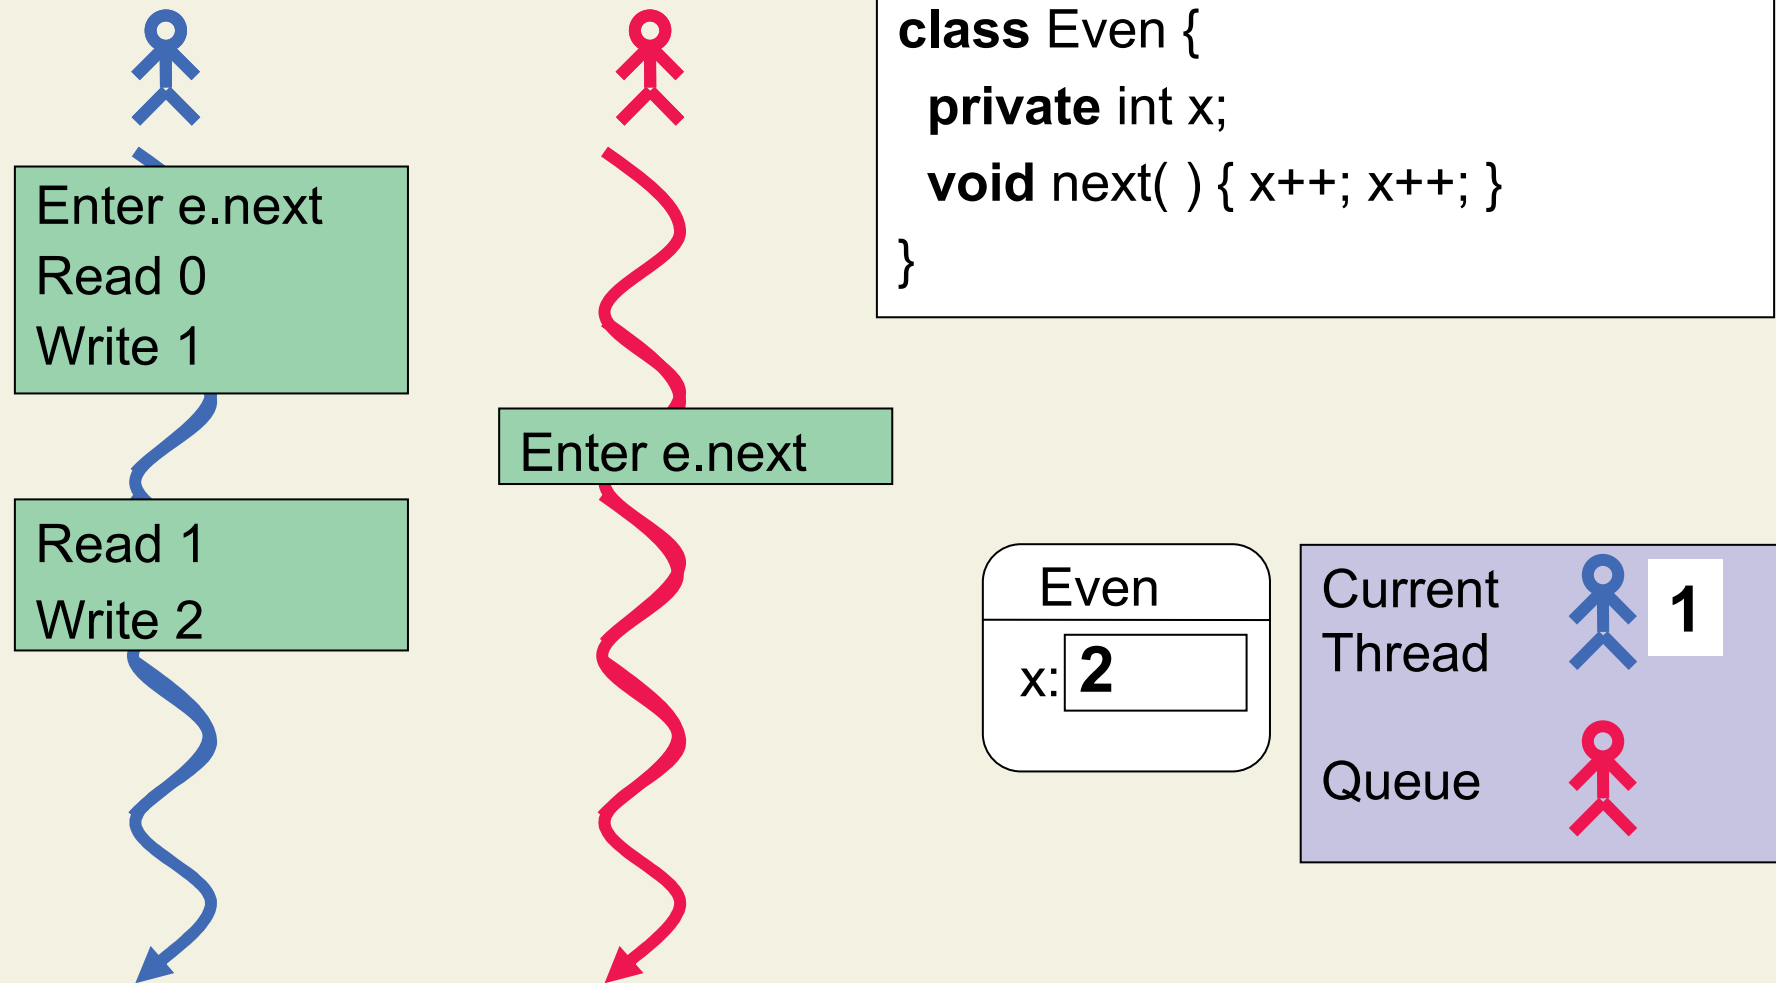 Enter e.next
Read 0
Write 1
Read 1
Write 2
Enter e.next
class Even {
private int x;
void next( ) { x++; x++; }
}
Even
x: 2
Current
Thread
1
Queue